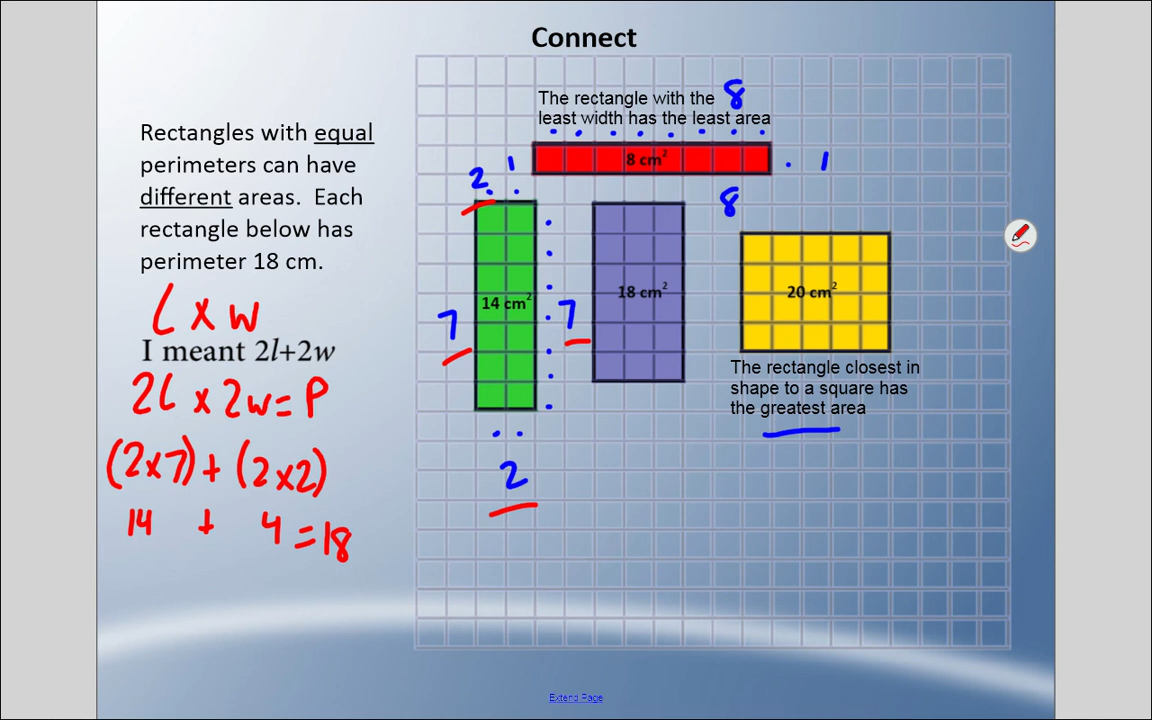 Connect
Rectangles with equal
perimeters can have
different areas. Each
rectangle below has
perimeter 18 cm.
L x w
I meant 2l+2w
2L x 2w = P
(2x7) + (2x2)
14 + 4 = 18
The rectangle with the
least width has the least area
8
8 cm²
1
1
8
2
14 cm²
7
7
2
18 cm²
20 cm²
The rectangle closest in
shape to a square has
the greatest area
Extend Page